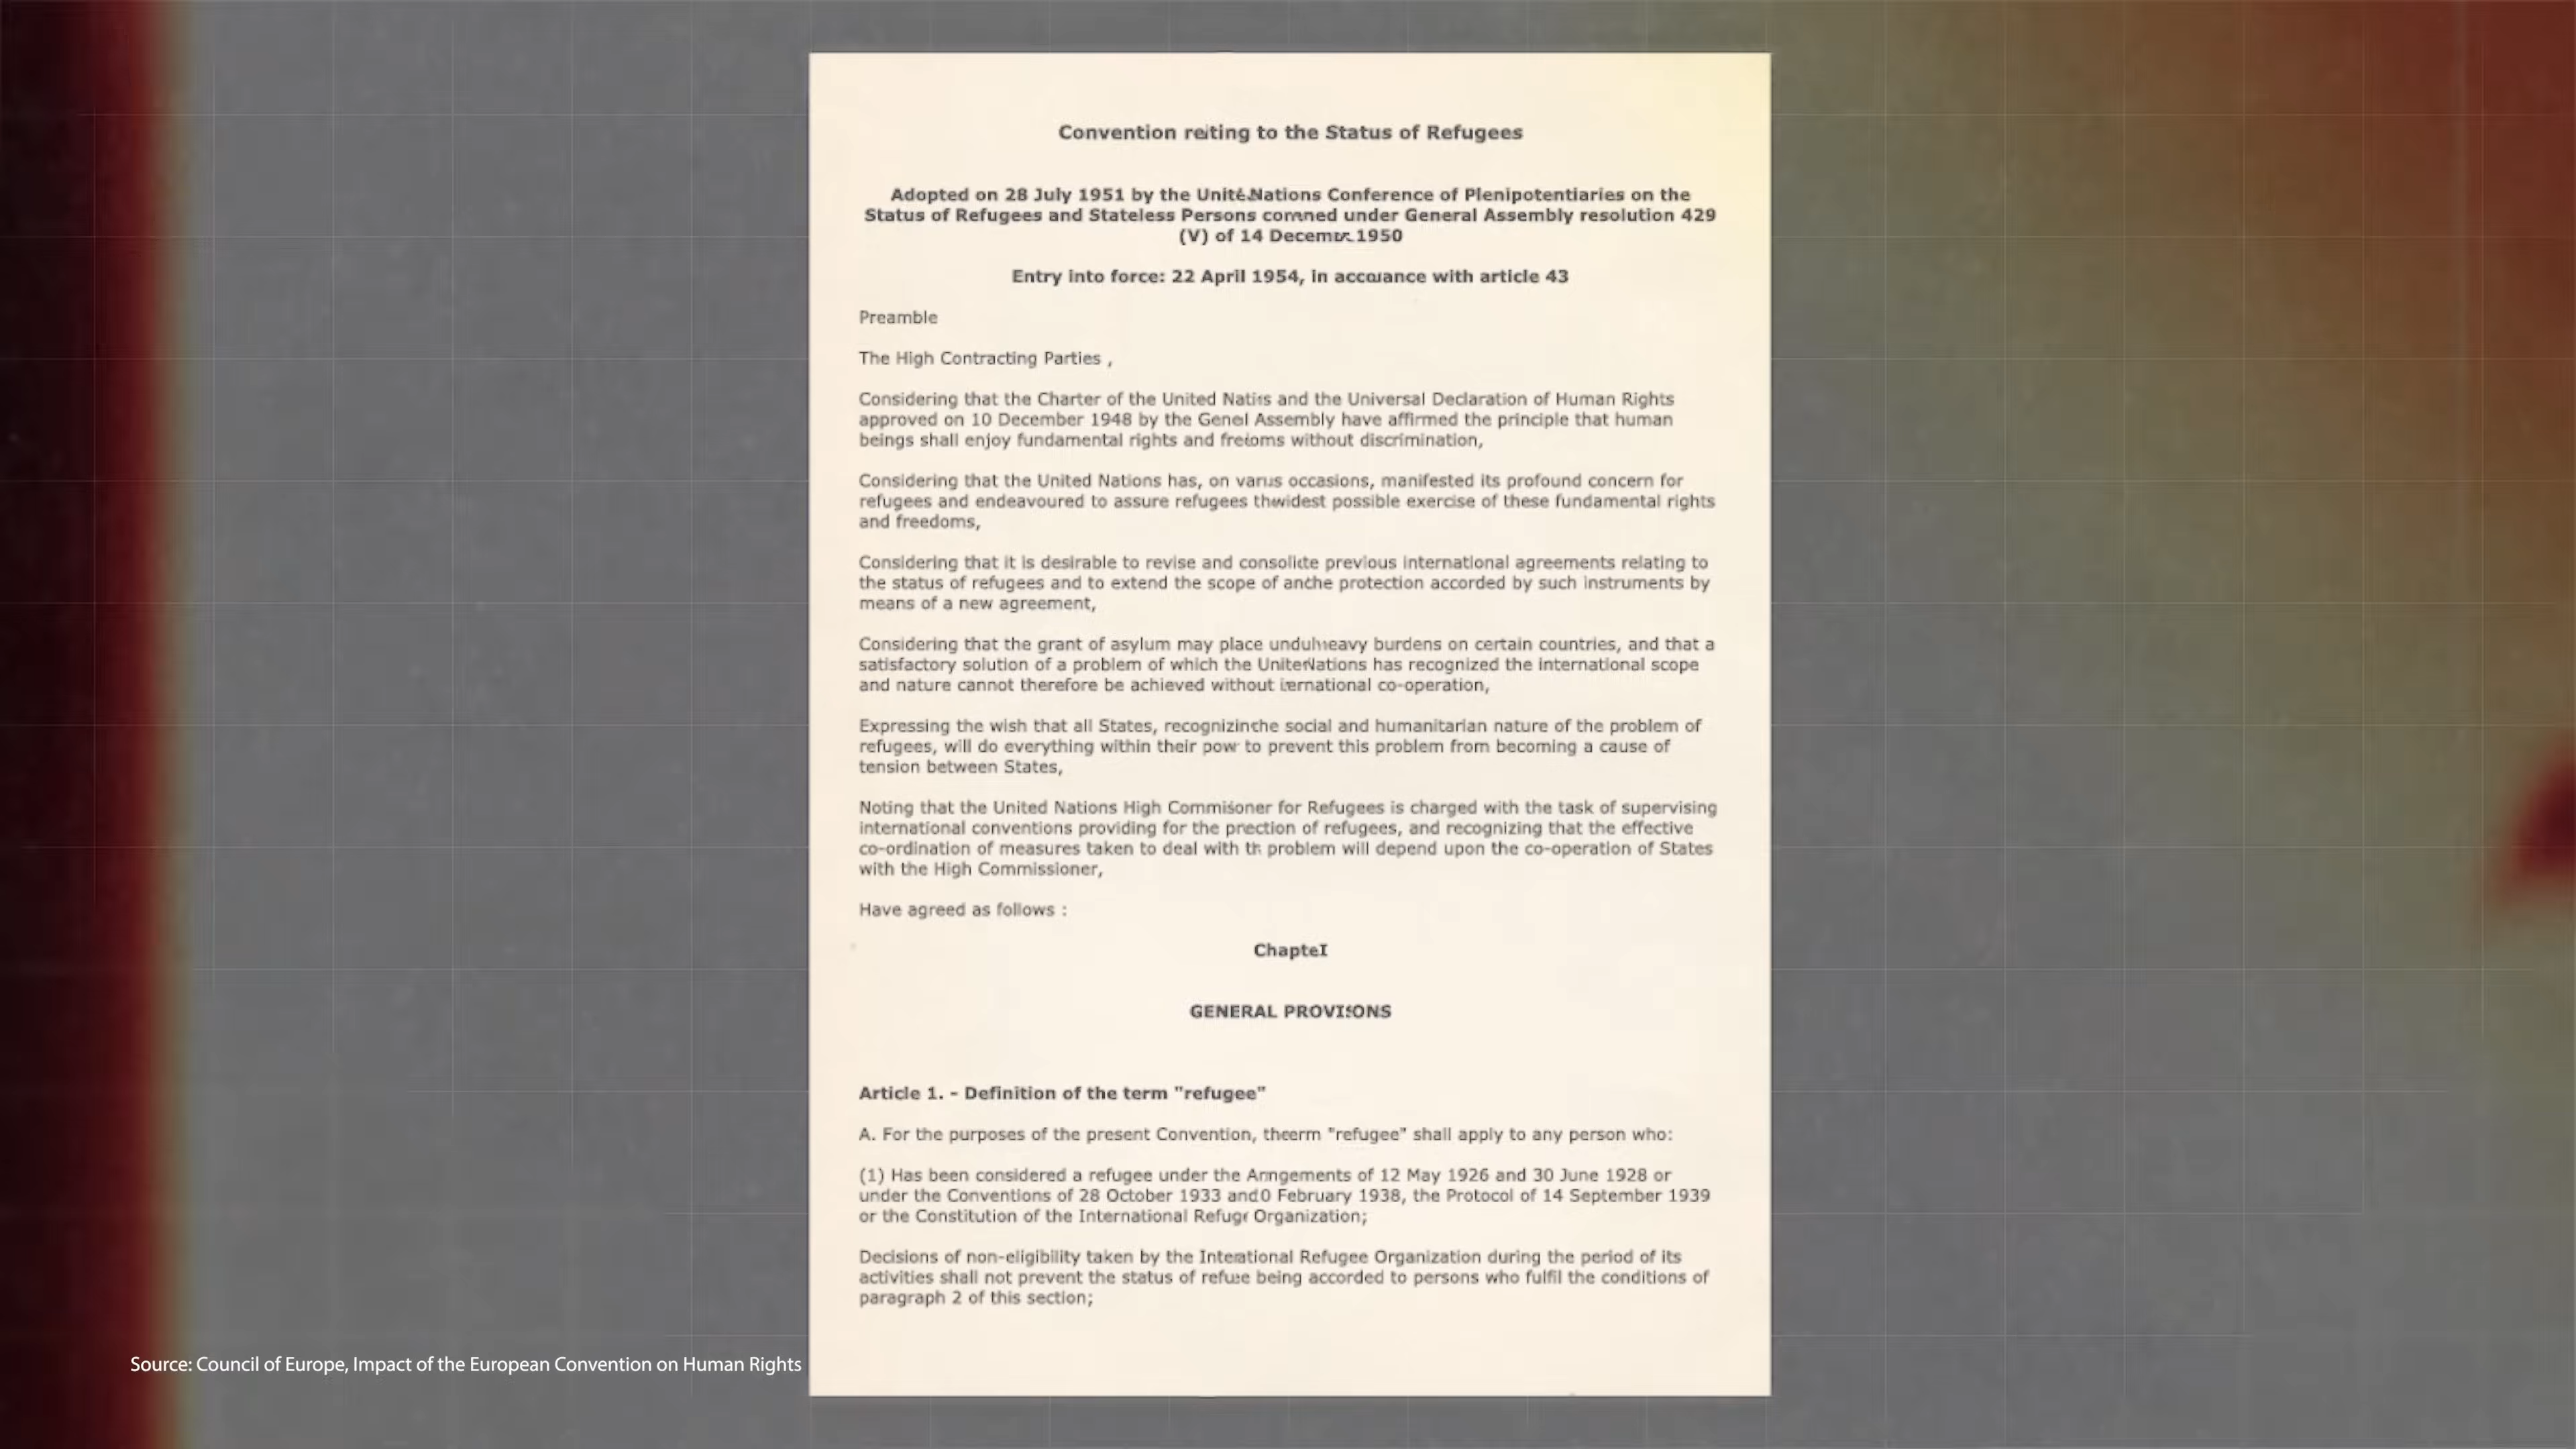 Convention reiting to the Status of Refugees
Adopted on 28 July 1951 by the Unite Nations Conference of Plenipotentiaries on the
Status of Refugees and Stateless Persons comned under General Assembly resolution 429
(V) of 14 Decemr 1950
Entry into force: 22 April 1954, in accouance with article 43
Preamble
The High Contracting Parties ,
Considering that the Charter of the United Natiis and the Universal Declaration of Human Rights
approved on 10 December 1948 by the Genel Assembly have affirmed the principle that human
beings shall enjoy fundamental rights and freioms without discrimination,
Considering that the United Nations has, on varus occasions, manifested its profound concern for
refugees and endeavoured to assure refugees thwidest possible exercise of these fundamental rights
and freedoms,
Considering that it is desirable to revise and consolicte previous international agreements relating to
the status of refugees and to extend the scope of anche protection accorded by such instruments by
means of a new agreement,
Considering that the grant of asylum may place undulheavy burdens on certain countries, and that a
satisfactory solution of a problem of which the UniteNations has recognized the international scope
and nature cannot therefore be achieved without iernational co-operation,
Expressing the wish that all States, recognizinche social and humanitarian nature of the problem of
refugees, will do everything within their pow to prevent this problem from becoming a cause of
tension between States,
Noting that the United Nations High Commisoner for Refugees is charged with the task of supervising
international conventions providing for the prection of refugees, and recognizing that the effective
co-ordination of measures taken to deal with th problem will depend upon the co-operation of States
with the High Commissioner,
Have agreed as follows :
ChapteI
GENERAL PROVISONS
Article 1. - Definition of the term "refugee"
A. For the purposes of the present Convention, theerm "refugee" shall apply to any person who:
(1) Has been considered a refugee under the Arngements of 12 May 1926 and 30 June 1928 or
under the Conventions of 28 October 1933 and0 February 1938, the Protocol of 14 September 1939
or the Constitution of the International Refuge Organization;
Decisions of non-eligibility taken by the Inteational Refugee Organization during the period of its
activities shall not prevent the status of refuse being accorded to persons who fulfil the conditions of
paragraph 2 of this section;
Source: Council of Europe, Impact of the European Convention on Human Rights